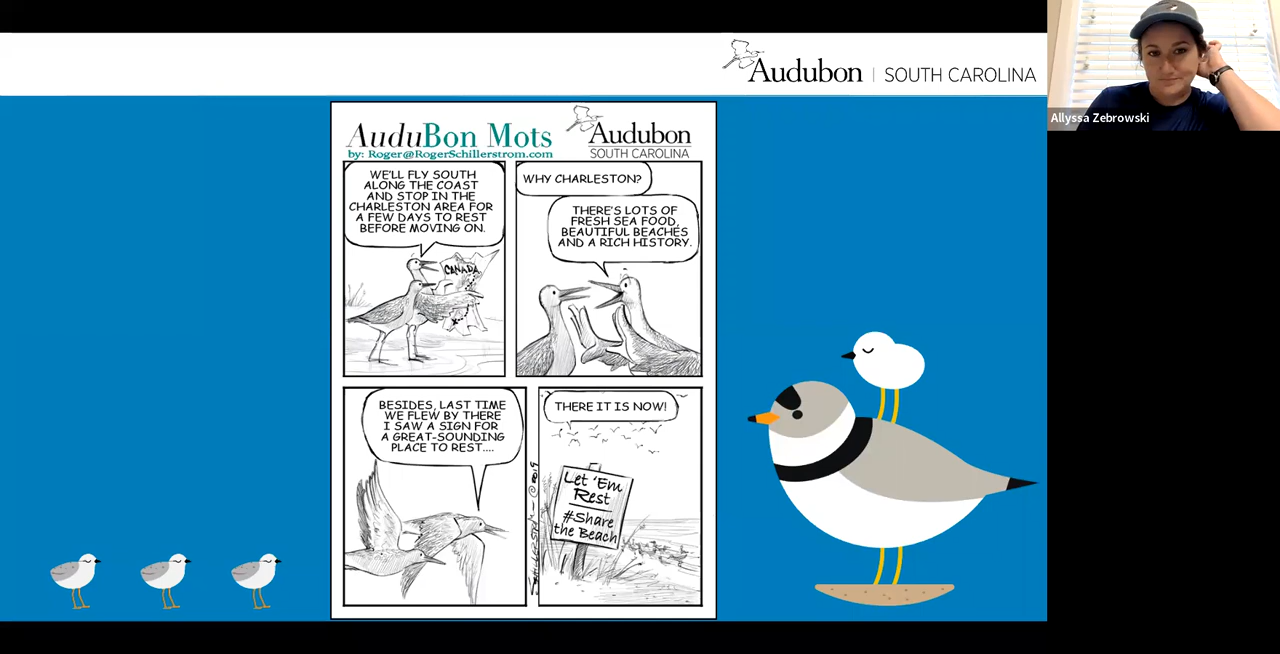 Audubon | SOUTH CAROLINA
Allyssa Zebrowski
AuduBon Mots
by: Roger@RogerSchillerstrom.com
Audubon
SOUTH CAROLINA
WE'LL FLY SOUTH
ALONG THE COAST
AND STOP IN THE
CHARLESTON AREA FOR
A FEW DAYS TO REST
BEFORE MOVING ON.
CANADA
WHY CHARLESTON?
THERE'S LOTS OF
FRESH SEA FOOD,
BEAUTIFUL BEACHES
AND A RICH HISTORY.
BESIDES, LAST TIME
WE FLEW BY THERE
I SAW A SIGN FOR
A GREAT-SOUNDING
PLACE TO REST....
THERE IT IS NOW!
Let 'Em
Rest
#Share
the Beach
© 2019